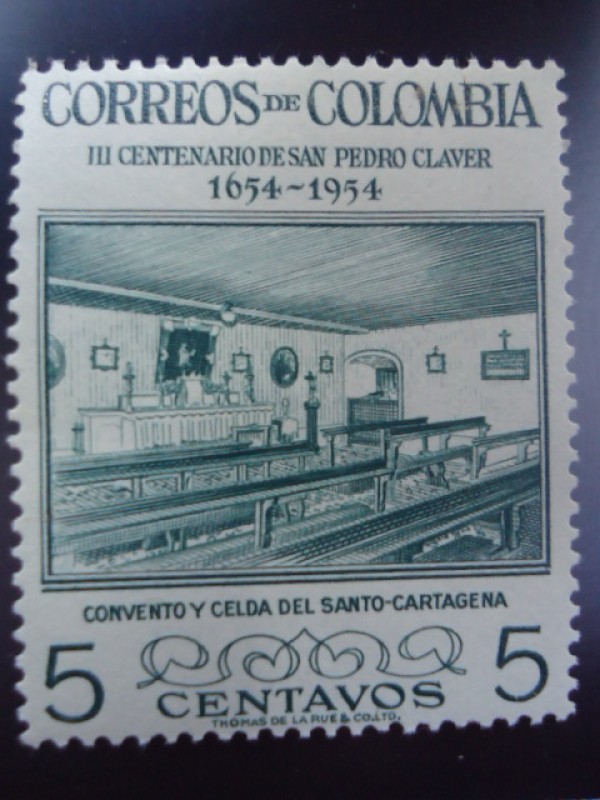 CORREOS DE COLOMBIA
III CENTENARIO DE SAN PEDRO CLAVER
1654~1954
CONVENTO Y CELDA DEL SANTO-CARTAGENA
5 CENTAVOS 5
THOMAS DE LA RUE & CO. LTD.